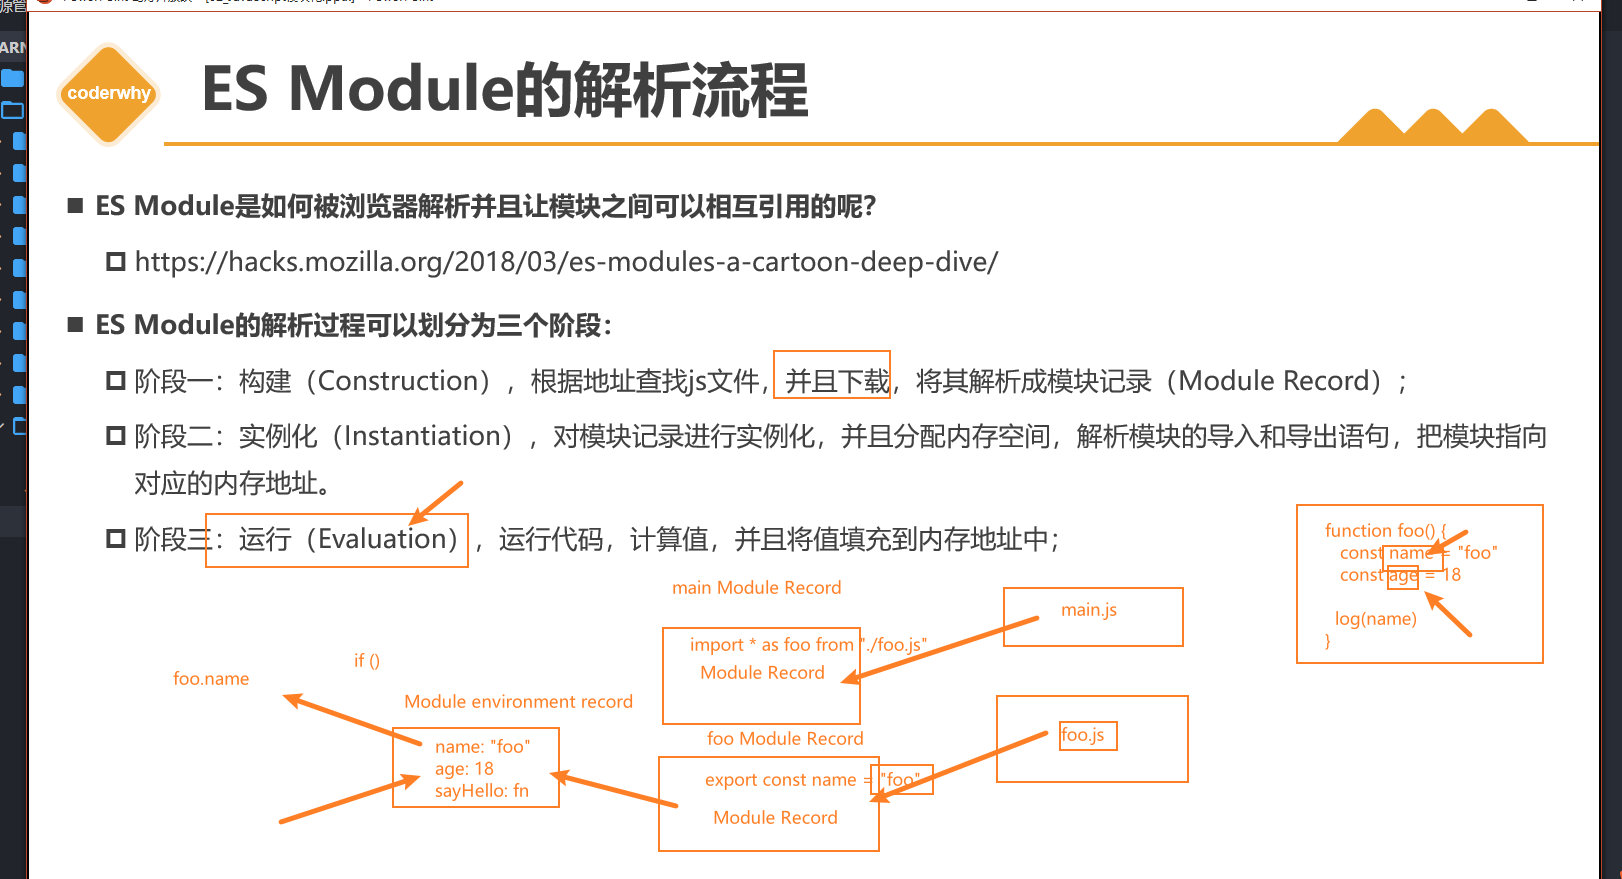 coderwhy
ES Module的解析流程
■ ES Module是如何被浏览器解析并且让模块之间可以相互引用的呢？
https://hacks.mozilla.org/2018/03/es-modules-a-cartoon-deep-dive/
■ ES Module的解析过程可以划分为三个阶段：
阶段一：构建（Construction），根据地址查找js文件，并且下载，将其解析成模块记录（Module Record）；
阶段二：实例化（Instantiation），对模块记录进行实例化，并且分配内存空间，解析模块的导入和导出语句，把模块指向
对应的内存地址。
阶段三：运行（Evaluation），运行代码，计算值，并且将值填充到内存地址中；
function foo() {
const name = "foo"
const age = 18
log(name)
}
main Module Record
import * as foo from "./foo.js"
Module Record
main.js
if ()
foo.name
Module environment record
name: "foo"
age: 18
sayHello: fn
foo Module Record
export const name = "foo"
Module Record
foo.js